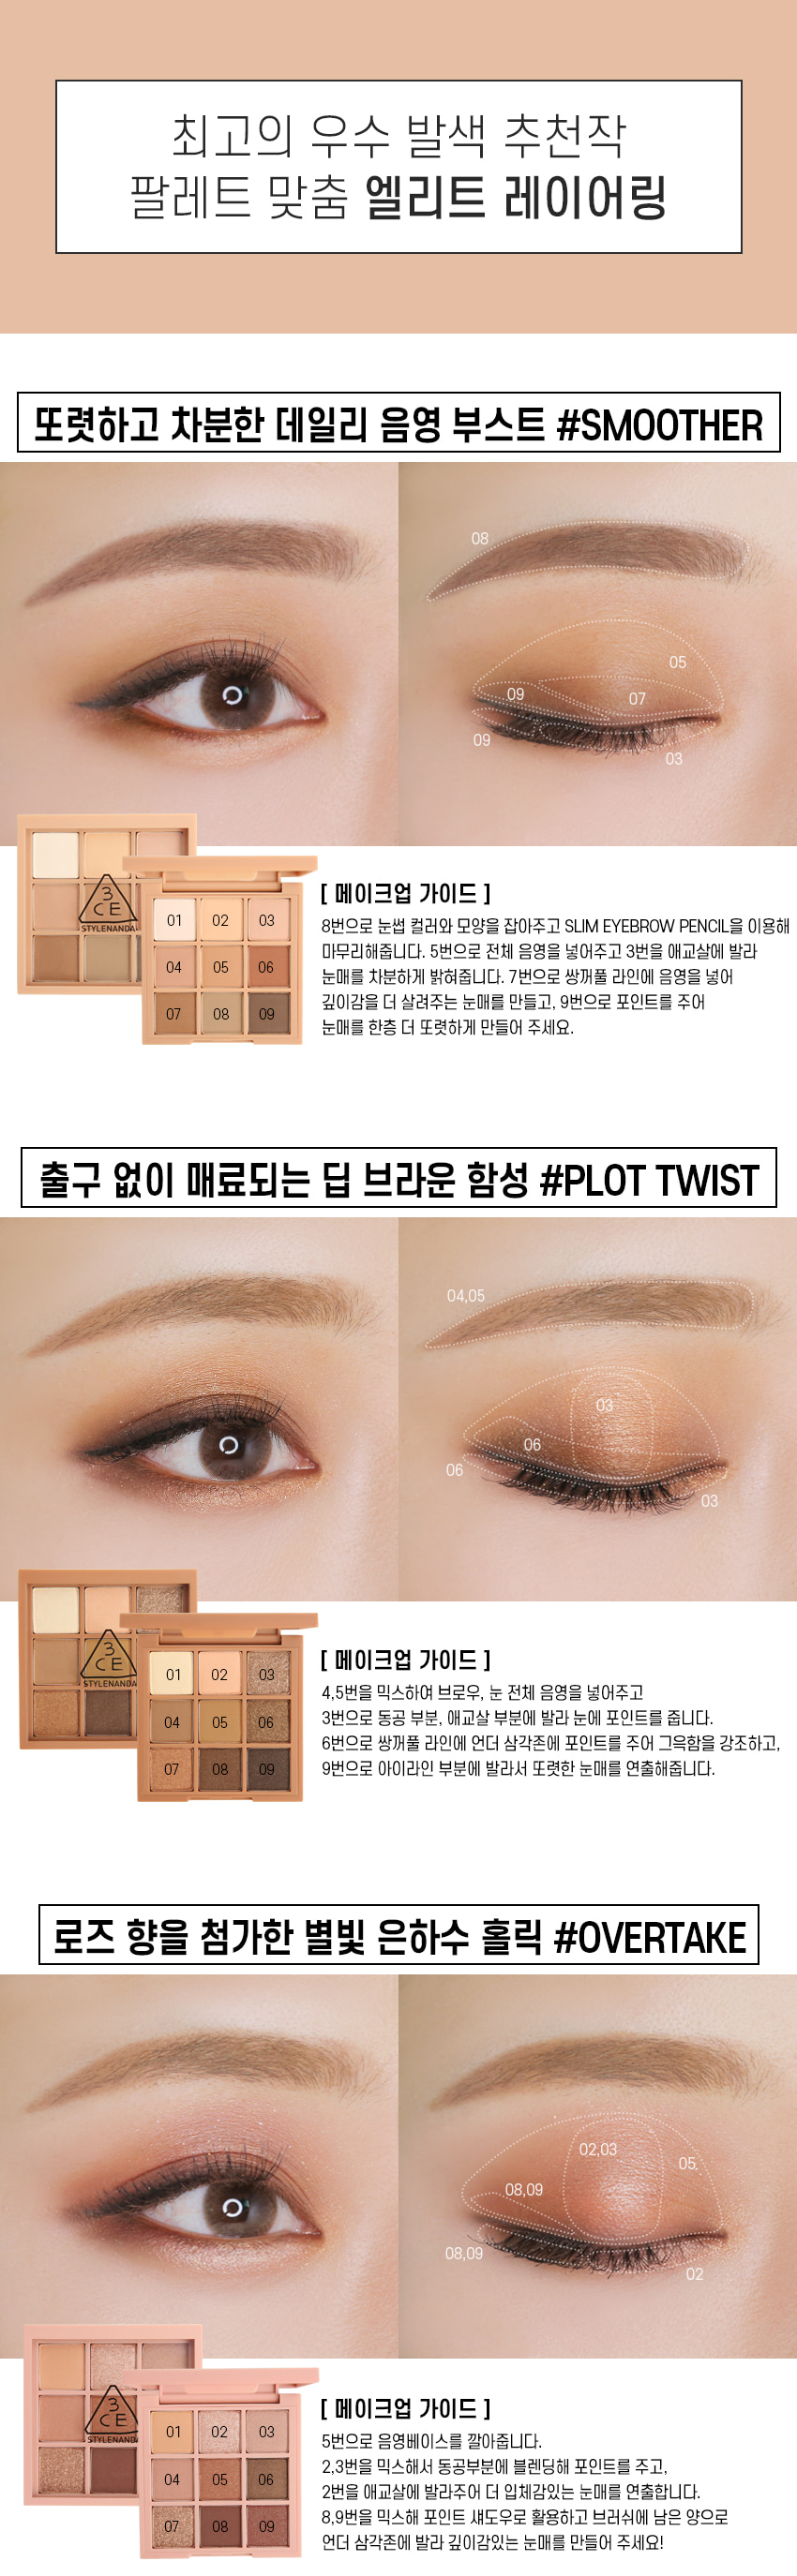 최고의 우수 발색 추천작
팔레트 맞춤 엘리트 레이어링
또렷하고 차분한 데일리 음영 부스트 #SMOOTHER
08
05
09
07
09
03
3
CE
STYLENANDA
01 02 03
04 05 06
07 08 09
[ 메이크업 가이드 ]
8번으로 눈썹 컬러와 모양을 잡아주고 SLIM EYEBROW PENCIL을 이용해
마무리해줍니다. 5번으로 전체 음영을 넣어주고 3번을 애교살에 발라
눈매를 차분하게 밝혀줍니다. 7번으로 쌍꺼풀 라인에 음영을 넣어
깊이감을 더 살려주는 눈매를 만들고, 9번으로 포인트를 주어
눈매를 한층 더 또렷하게 만들어 주세요.
출구 없이 매료되는 딥 브라운 함성 #PLOT TWIST
04,05
03
06
06
03
3
CE
STYLENANDA
01 02 03
04 05 06
07 08 09
[ 메이크업 가이드 ]
4,5번을 믹스하여 브로우, 눈 전체 음영을 넣어주고
3번으로 동공 부분, 애교살 부분에 발라 눈에 포인트를 줍니다.
6번으로 쌍꺼풀 라인에 언더 삼각존에 포인트를 주어 그윽함을 강조하고,
9번으로 아이라인 부분에 발라서 또렷한 눈매를 연출해줍니다.
로즈 향을 첨가한 별빛 은하수 홀릭 #OVERTAKE
02,03
05
08,09
08,09
02
3
CE
STYLENANDA
01 02 03
04 05 06
07 08 09
[ 메이크업 가이드 ]
5번으로 음영베이스를 깔아줍니다.
2,3번을 믹스해서 동공부분에 블렌딩해 포인트를 주고,
2번을 애교살에 발라주어 더 입체감있는 눈매를 연출합니다.
8,9번을 믹스해 포인트 섀도우로 활용하고 브러쉬에 남은 양으로
언더 삼각존에 발라 깊이감있는 눈매를 만들어 주세요!